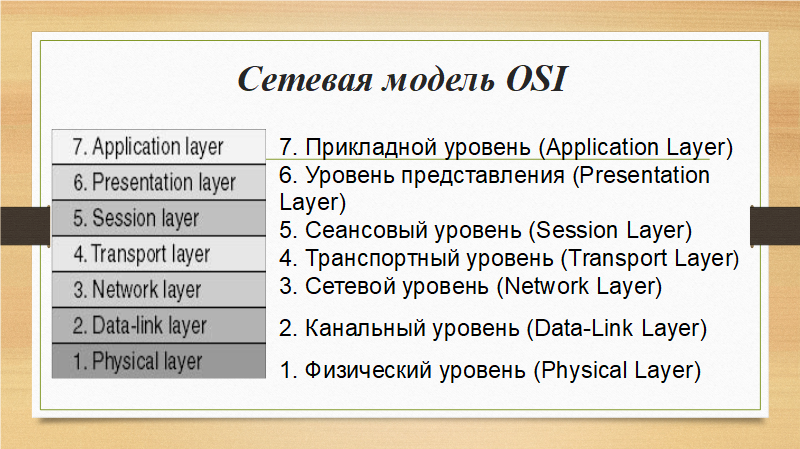 Сетевая модель OSI
7. Application layer
6. Presentation layer
5. Session layer
4. Transport layer
3. Network layer
2. Data-link layer
1. Physical layer
7. Прикладной уровень (Application Layer)
6. Уровень представления (Presentation
Layer)
5. Сеансовый уровень (Session Layer)
4. Транспортный уровень (Transport Layer)
3. Сетевой уровень (Network Layer)
2. Канальный уровень (Data-Link Layer)
1. Физический уровень (Physical Layer)